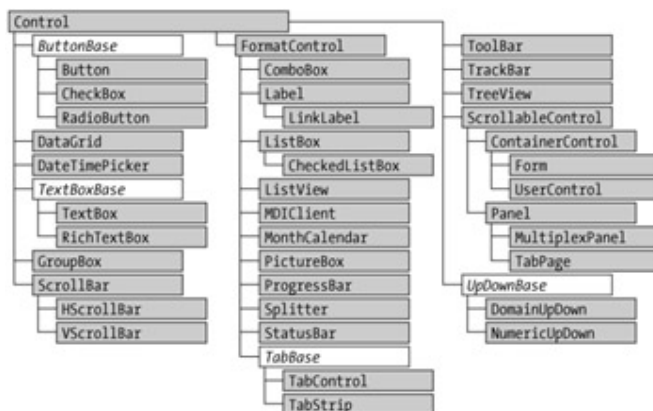 Control
ButtonBase
Button
CheckBox
RadioButton
DataGrid
DateTimePicker
TextBoxBase
TextBox
RichTextBox
GroupBox
ScrollBar
HScrollBar
VScrollBar
FormatControl
ComboBox
Label
LinkLabel
ListBox
CheckedListBox
ListView
MDIClient
MonthCalendar
PictureBox
ProgressBar
Splitter
StatusBar
TabBase
TabControl
TabStrip
ToolBar
TrackBar
TreeView
ScrollableControl
ContainerControl
Form
UserControl
Panel
MultiplexPanel
TabPage
UpDownBase
DomainUpDown
NumericUpDown